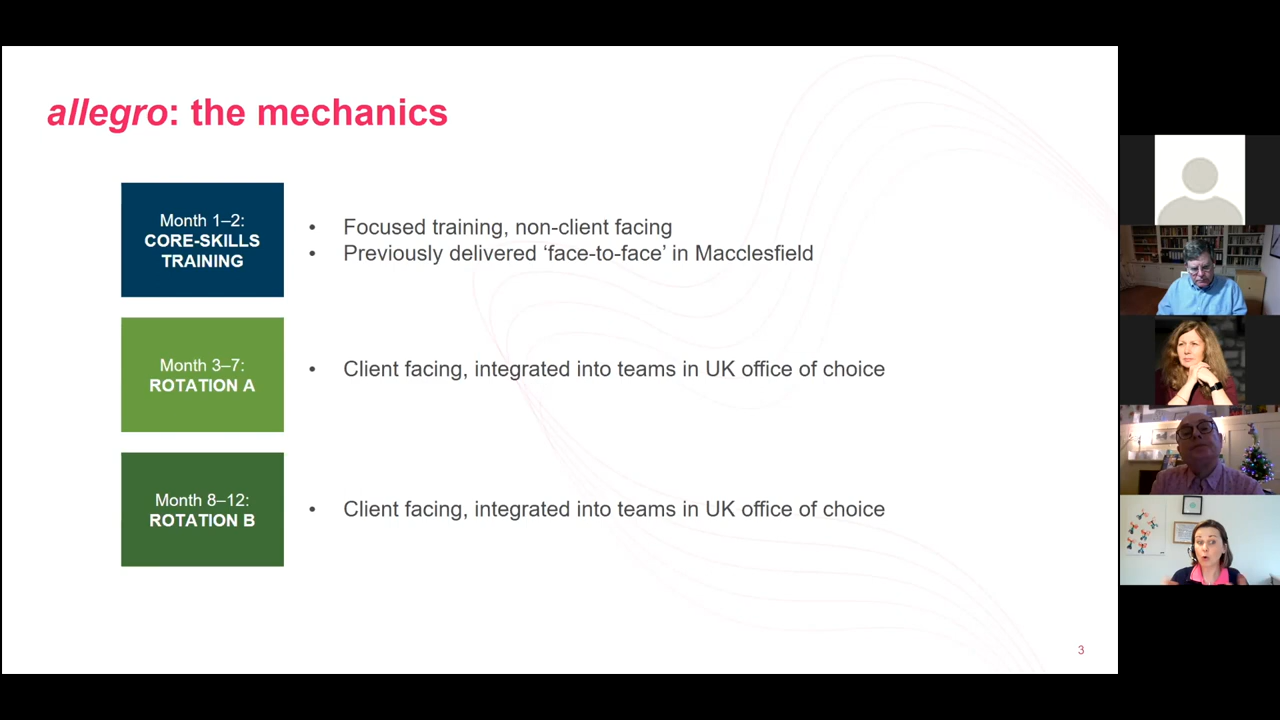 allegro: the mechanics
Month 1–2:
CORE-SKILLS
TRAINING
• Focused training, non-client facing
• Previously delivered ‘face-to-face’ in Macclesfield
Month 3–7:
ROTATION A
• Client facing, integrated into teams in UK office of choice
Month 8–12:
ROTATION B
• Client facing, integrated into teams in UK office of choice
3